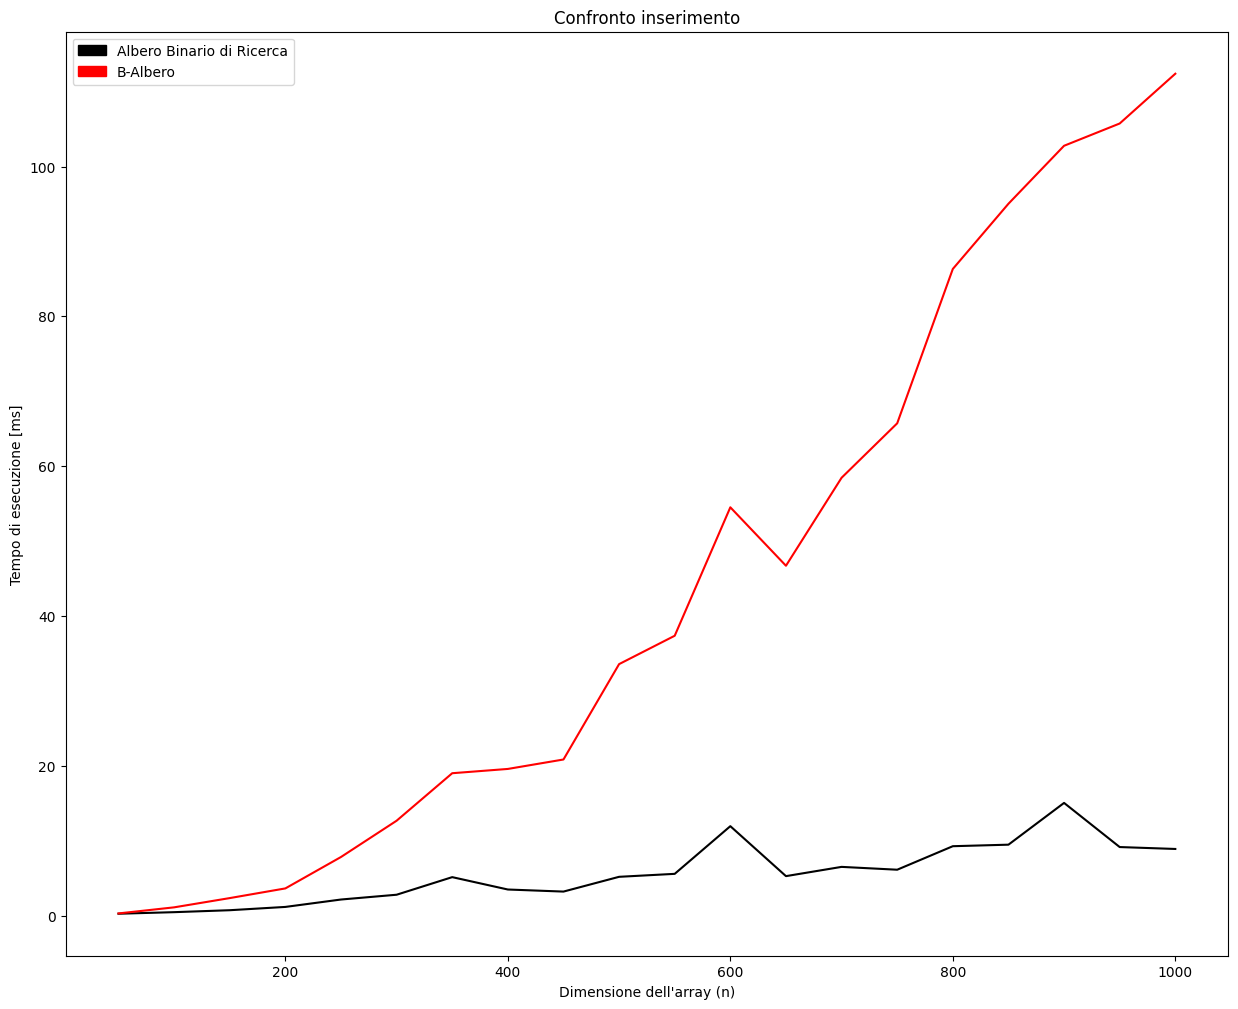 Confronto inserimento
Albero Binario di Ricerca
B-Albero
Tempo di esecuzione [ms]
100
80
60
40
20
0
200 400 600 800 1000
Dimensione dell'array (n)